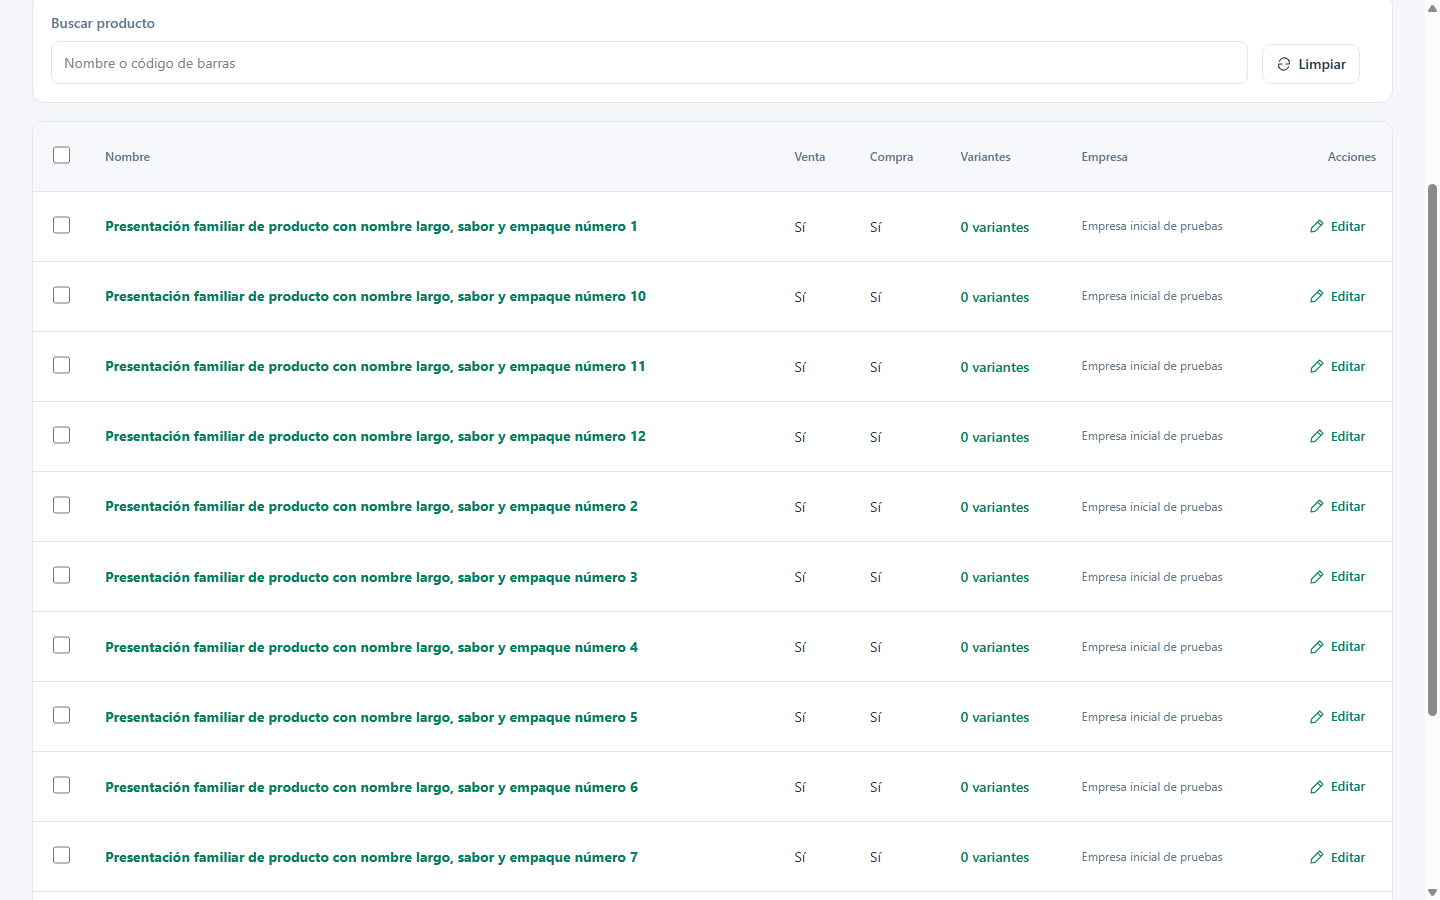 Buscar producto
Nombre o código de barras
Limpiar
Nombre Venta Compra Variantes Empresa Acciones
Presentación familiar de producto con nombre largo, sabor y empaque número 1 Sí Sí 0 variantes Empresa inicial de pruebas Editar
Presentación familiar de producto con nombre largo, sabor y empaque número 10 Sí Sí 0 variantes Empresa inicial de pruebas Editar
Presentación familiar de producto con nombre largo, sabor y empaque número 11 Sí Sí 0 variantes Empresa inicial de pruebas Editar
Presentación familiar de producto con nombre largo, sabor y empaque número 12 Sí Sí 0 variantes Empresa inicial de pruebas Editar
Presentación familiar de producto con nombre largo, sabor y empaque número 2 Sí Sí 0 variantes Empresa inicial de pruebas Editar
Presentación familiar de producto con nombre largo, sabor y empaque número 3 Sí Sí 0 variantes Empresa inicial de pruebas Editar
Presentación familiar de producto con nombre largo, sabor y empaque número 4 Sí Sí 0 variantes Empresa inicial de pruebas Editar
Presentación familiar de producto con nombre largo, sabor y empaque número 5 Sí Sí 0 variantes Empresa inicial de pruebas Editar
Presentación familiar de producto con nombre largo, sabor y empaque número 6 Sí Sí 0 variantes Empresa inicial de pruebas Editar
Presentación familiar de producto con nombre largo, sabor y empaque número 7 Sí Sí 0 variantes Empresa inicial de pruebas Editar